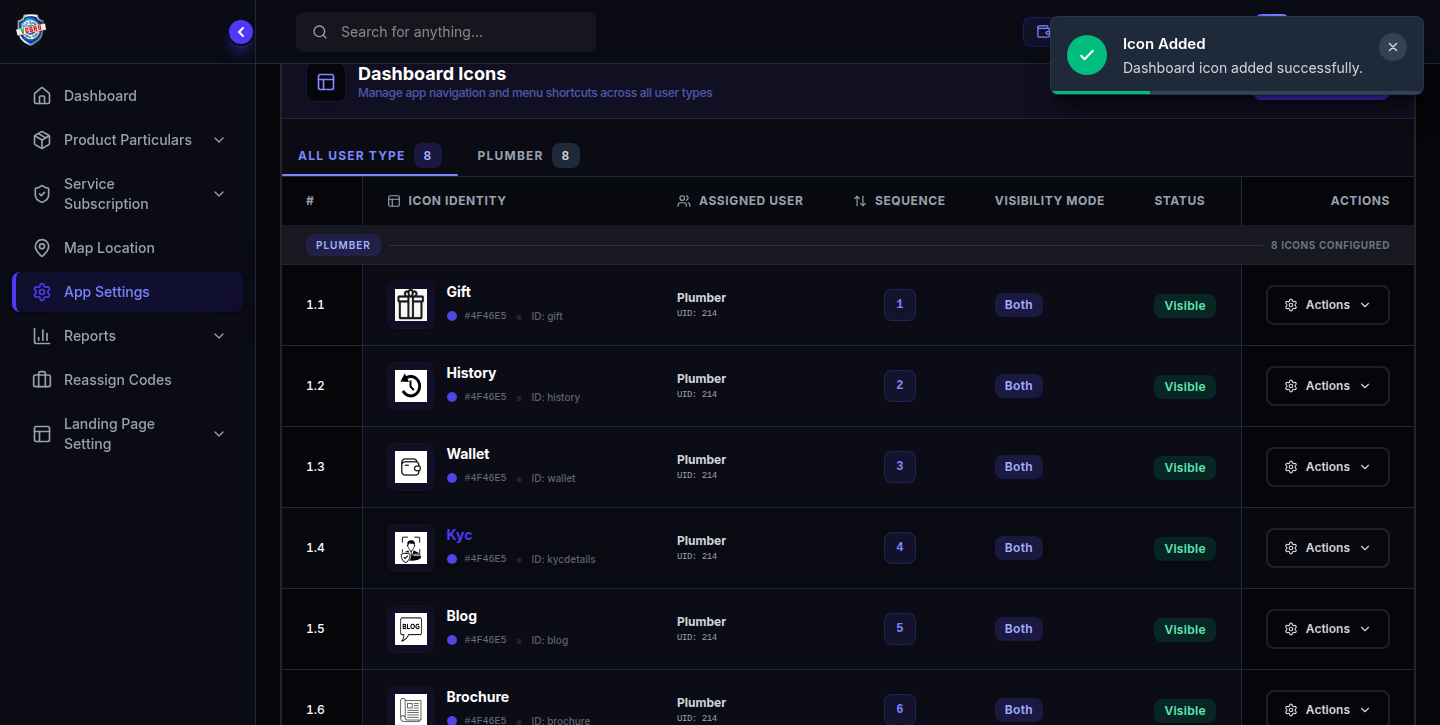 Search for anything...
Icon Added
Dashboard icon added successfully.
Dashboard
Product Particulars
Service
Subscription
Map Location
App Settings
Reports
Reassign Codes
Landing Page
Setting
Dashboard Icons
Manage app navigation and menu shortcuts across all user types
ALL USER TYPE 8 PLUMBER 8
# ICON IDENTITY ASSIGNED USER SEQUENCE VISIBILITY MODE STATUS ACTIONS
PLUMBER 8 ICONS CONFIGURED
1.1 Gift Plumber 1 Both Visible Actions
#4F46E5 ID: gift UID: 214
1.2 History Plumber 2 Both Visible Actions
#4F46E5 ID: history UID: 214
1.3 Wallet Plumber 3 Both Visible Actions
#4F46E5 ID: wallet UID: 214
1.4 Kyc Plumber 4 Both Visible Actions
#4F46E5 ID: kycdetails UID: 214
1.5 BLOG Blog Plumber 5 Both Visible Actions
#4F46E5 ID: blog UID: 214
1.6 Brochure Plumber 6 Both Visible Actions
#4F46E5 ID: brochure UID: 214